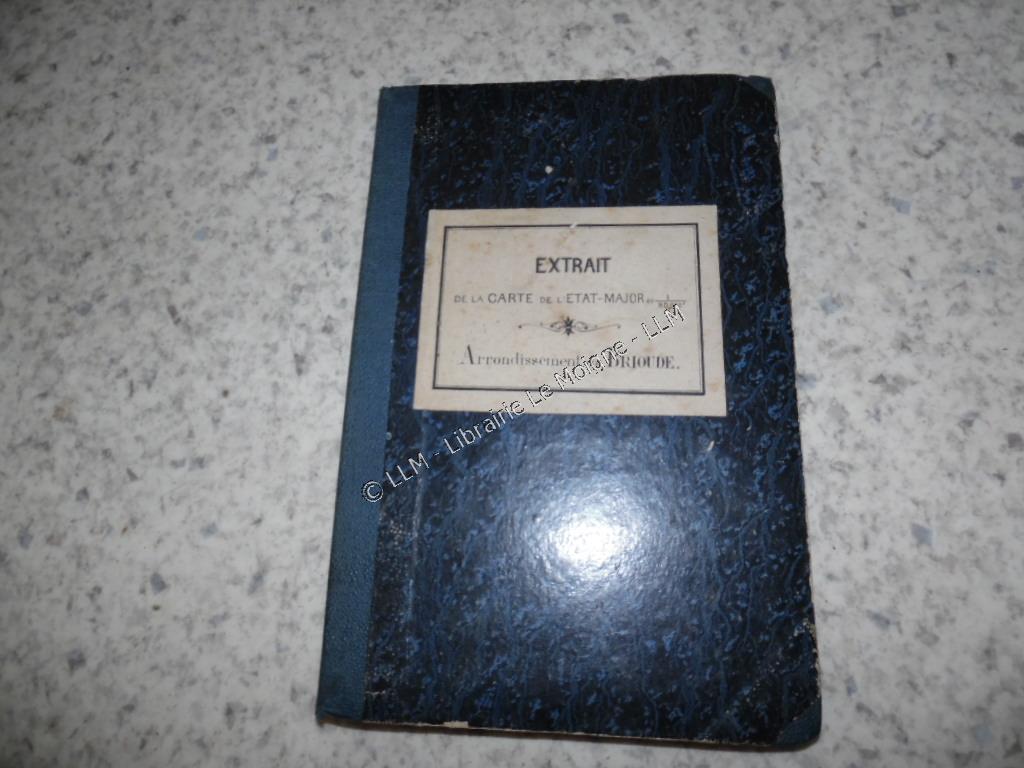 EXTRAIT
DE LA CARTE DE L'ETAT-MAJOR
Arrondissement BRIOUDE.
© LLM - Librairie Le Moigne - LLM